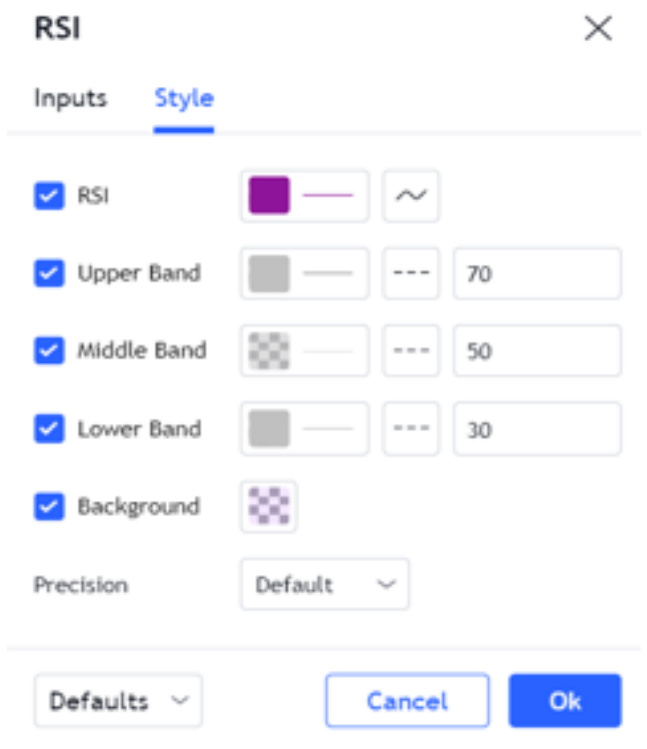 RSI
Inputs Style
RSI
Upper Band 70
Middle Band 50
Lower Band 30
Background
Precision Default
Defaults Cancel Ok